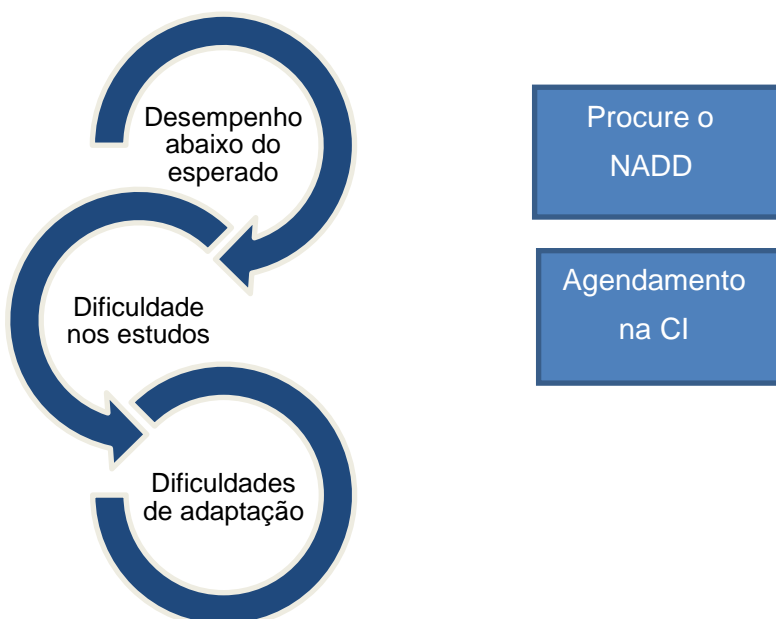 Desempenho
abaixo do
esperado
Dificuldade
nos estudos
Dificuldades
de adaptação
Procure o
NADD
Agendamento
na CI